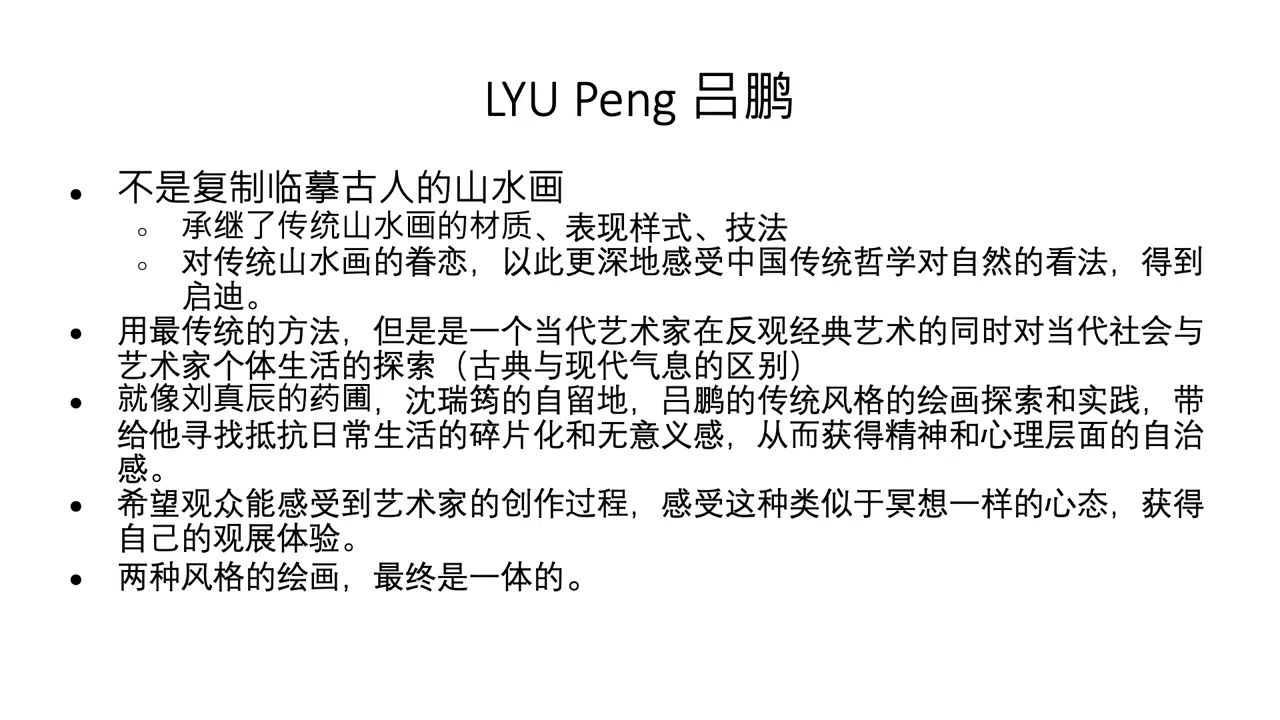 LYU Peng 吕鹏
● 不是复制临摹古人的山水画
○ 承继了传统山水画的材质、表现样式、技法
○ 对传统山水画的眷恋，以此更深地感受中国传统哲学对自然的看法，得到
启迪。
● 用最传统的方法，但是是一个当代艺术家在反观经典艺术的同时对当代社会与
艺术家个体生活的探索（古典与现代气息的区别）
● 就像刘真辰的药圃，沈瑞筠的自留地，吕鹏的传统风格的绘画探索和实践，带
给他寻找抵抗日常生活的碎片化和无意义感，从而获得精神和心理层面的自治
感。
● 希望观众能感受到艺术家的创作过程，感受这种类似于冥想一样的心态，获得
自己的观展体验。
● 两种风格的绘画，最终是一体的。